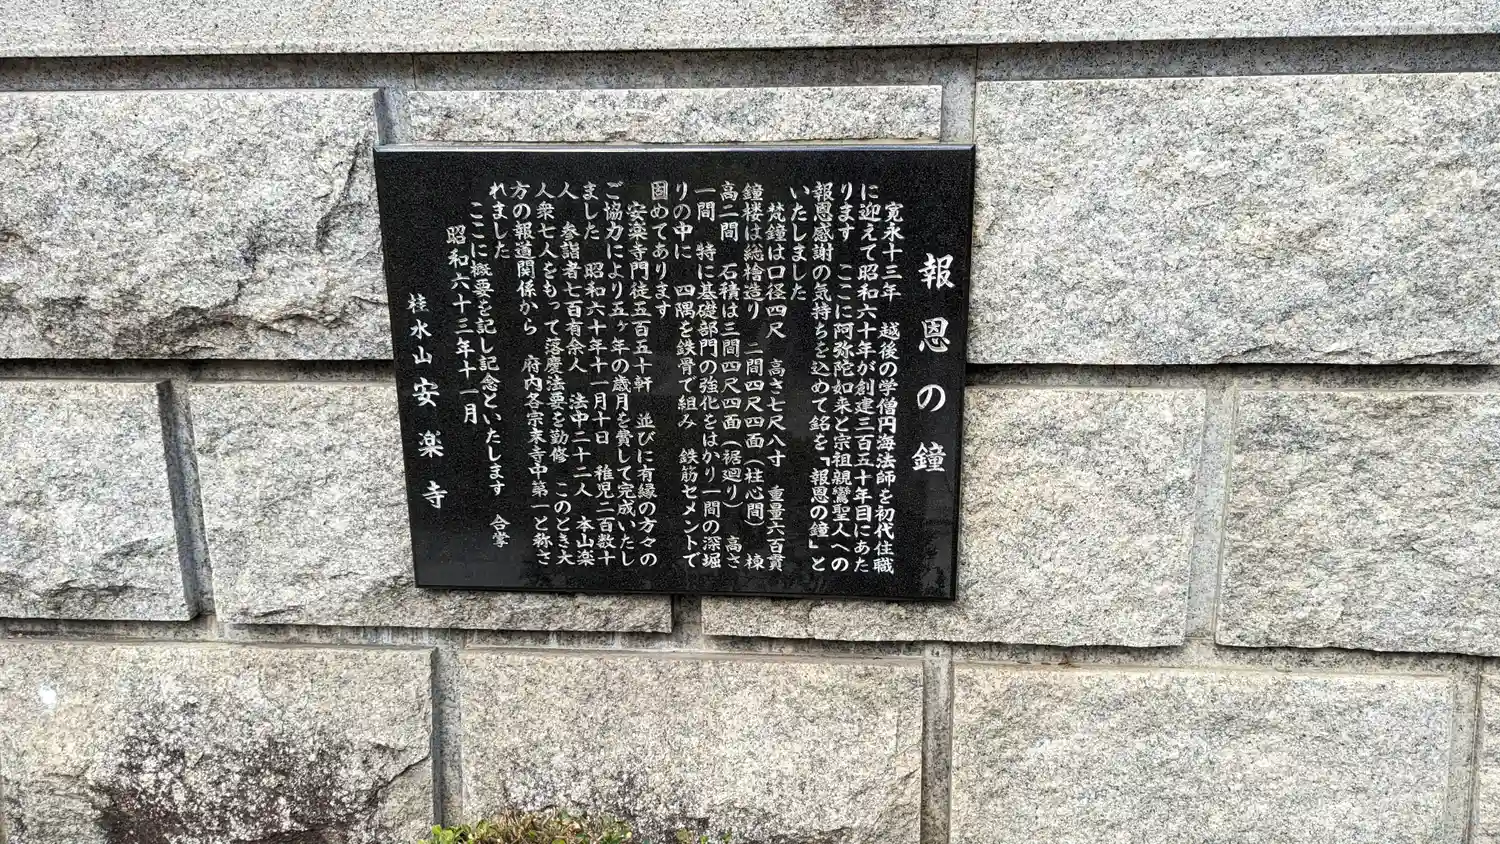 報恩の鐘
寛永十三年　越後の学僧円海法師を初代住職
に迎えて昭和六十年が創建三百五十年目にあた
ります　ここに阿弥陀如来と宗祖親鸞聖人への
報恩感謝の気持ちを込めて銘を「報恩の鐘」と
いたしました
梵鐘は口径四尺　高さ七尺八寸　重量六百貫
鐘楼は総桧造り　二間四尺四面（柱心間）　棟
高二間　石積は三間四尺四面（裾廻り）　高さ
一間　特に基礎部門の強化をはかり一間の深堀
りの中に　四隅を鉄骨で組み　鉄筋セメントで
固めてあります
安楽寺門徒五百五十軒　並びに有縁の方々の
ご協力により五ヶ年の歳月を費して完成いたし
ました　昭和六十年十一月十日　稚児二百数十
人　参詣者七百有余人　法中二十二人　本山楽
人衆七人をもって落慶法要を勤修　このとき大
方の報道関係から　府内各宗末寺中第一と称さ
れました
ここに概要を記し記念といたします　合掌
昭和六十三年十一月
桂水山安楽寺